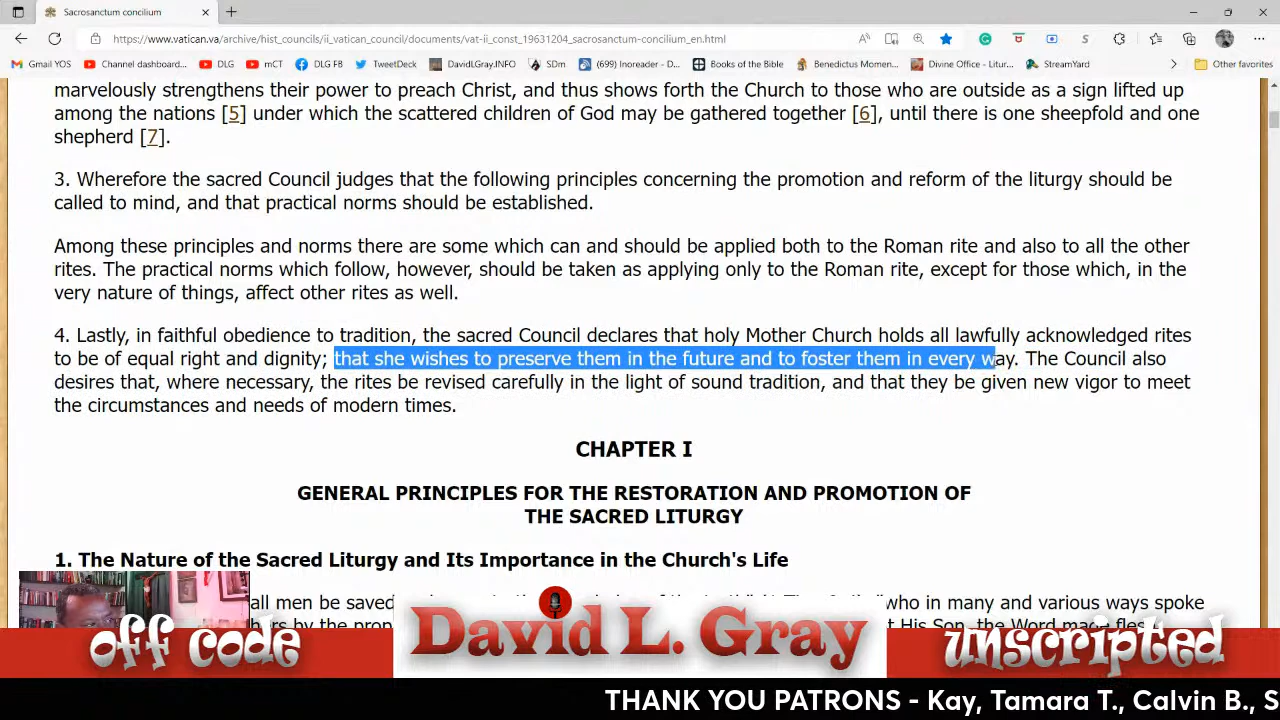 Sacrosanctum concilium
https://www.vatican.va/archive/hist_councils/ii_vatican_council/documents/vat-ii_const_19631204_sacrosanctum-concilium_en.html
Gmail YOS
Channel dashboard...
DLG
mCT
DLG FB
TweetDeck
DavidLGray.INFO
SDm
(699) Inoreader - D...
Books of the Bible
Benedictus Momen...
Divine Office – Litur...
StreamYard
Other favorites
marvelously strengthens their power to preach Christ, and thus shows forth the Church to those who are outside as a sign lifted up
among the nations [5] under which the scattered children of God may be gathered together [6], until there is one sheepfold and one
shepherd [7].
3. Wherefore the sacred Council judges that the following principles concerning the promotion and reform of the liturgy should be
called to mind, and that practical norms should be established.
Among these principles and norms there are some which can and should be applied both to the Roman rite and also to all the other
rites. The practical norms which follow, however, should be taken as applying only to the Roman rite, except for those which, in the
very nature of things, affect other rites as well.
4. Lastly, in faithful obedience to tradition, the sacred Council declares that holy Mother Church holds all lawfully acknowledged rites
to be of equal right and dignity; that she wishes to preserve them in the future and to foster them in every way. The Council also
desires that, where necessary, the rites be revised carefully in the light of sound tradition, and that they be given new vigor to meet
the circumstances and needs of modern times.
CHAPTER I
GENERAL PRINCIPLES FOR THE RESTORATION AND PROMOTION OF
THE SACRED LITURGY
1. The Nature of the Sacred Liturgy and Its Importance in the Church's Life
all men be saved who in many and various ways spoke
by the His Son, the Word made
off code
David L. Gray
unscripted
THANK YOU PATRONS - Kay, Tamara T., Calvin B., S